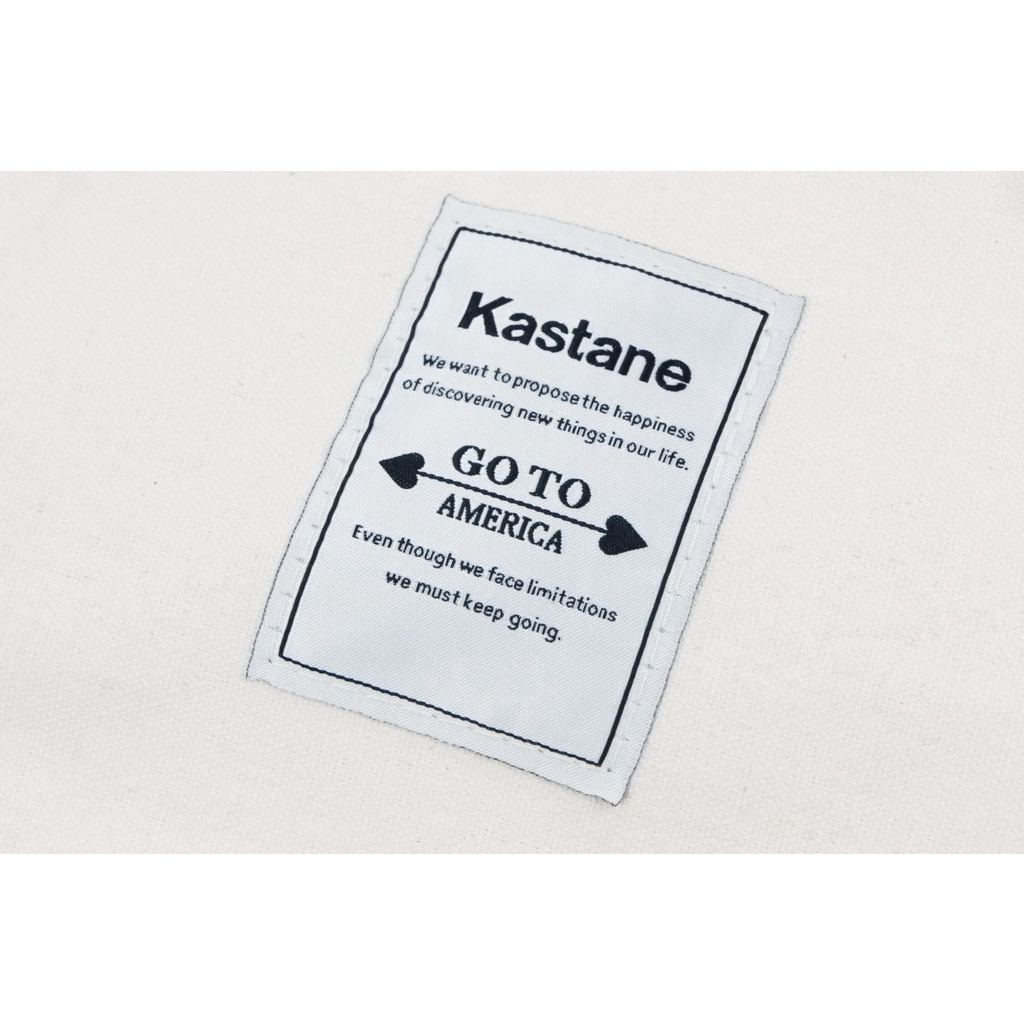 Kastane
We want to propose the happiness
of discovering new things in our life.
GO TO
AMERICA
Even though we face limitations
we must keep going.